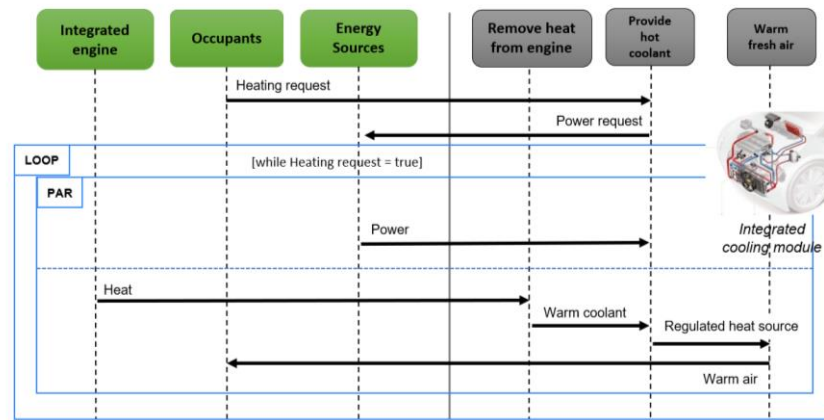 Integrated
engine
Occupants
Energy
Sources
Remove heat
from engine
Provide
hot
coolant
Warm
fresh air
Heating request
Power request
LOOP
[while Heating request = true]
PAR
Integrated
cooling module
Power
Heat
Warm coolant
Regulated heat source
Warm air